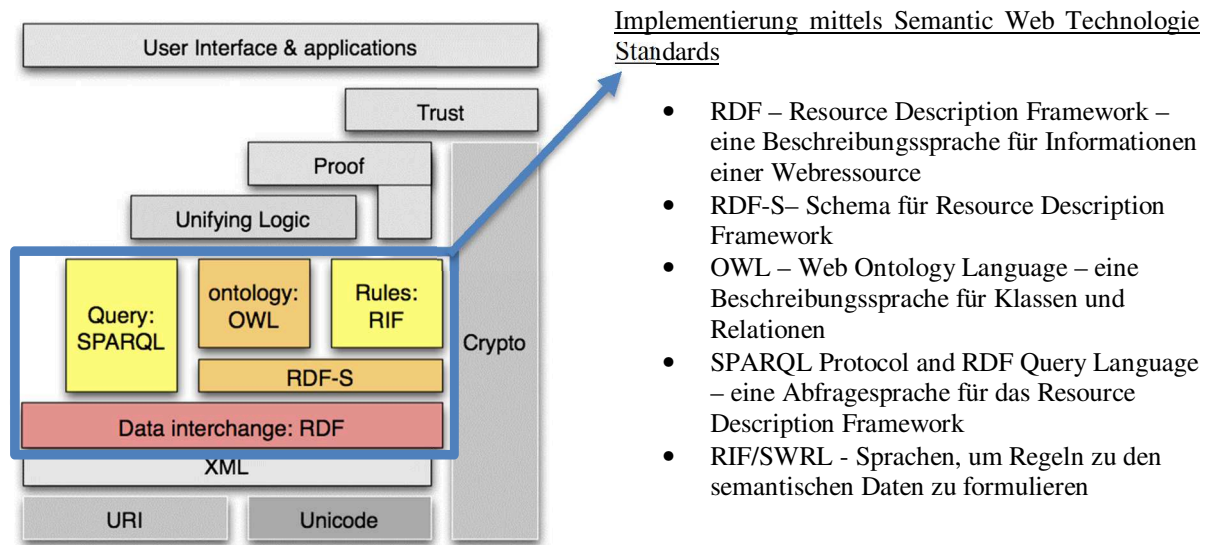 User Interface & applications
Trust
Proof
Unifying Logic
Query:
SPARQL
ontology:
OWL
Rules:
RIF
Crypto
RDF-S
Data interchange: RDF
XML
URI
Unicode
Implementierung mittels Semantic Web Technologie
Standards
• RDF – Resource Description Framework –
eine Beschreibungssprache für Informationen
einer Webressource
• RDF-S– Schema für Resource Description
Framework
• OWL – Web Ontology Language – eine
Beschreibungssprache für Klassen und
Relationen
• SPARQL Protocol and RDF Query Language
– eine Abfragesprache für das Resource
Description Framework
• RIF/SWRL - Sprachen, um Regeln zu den
semantischen Daten zu formulieren